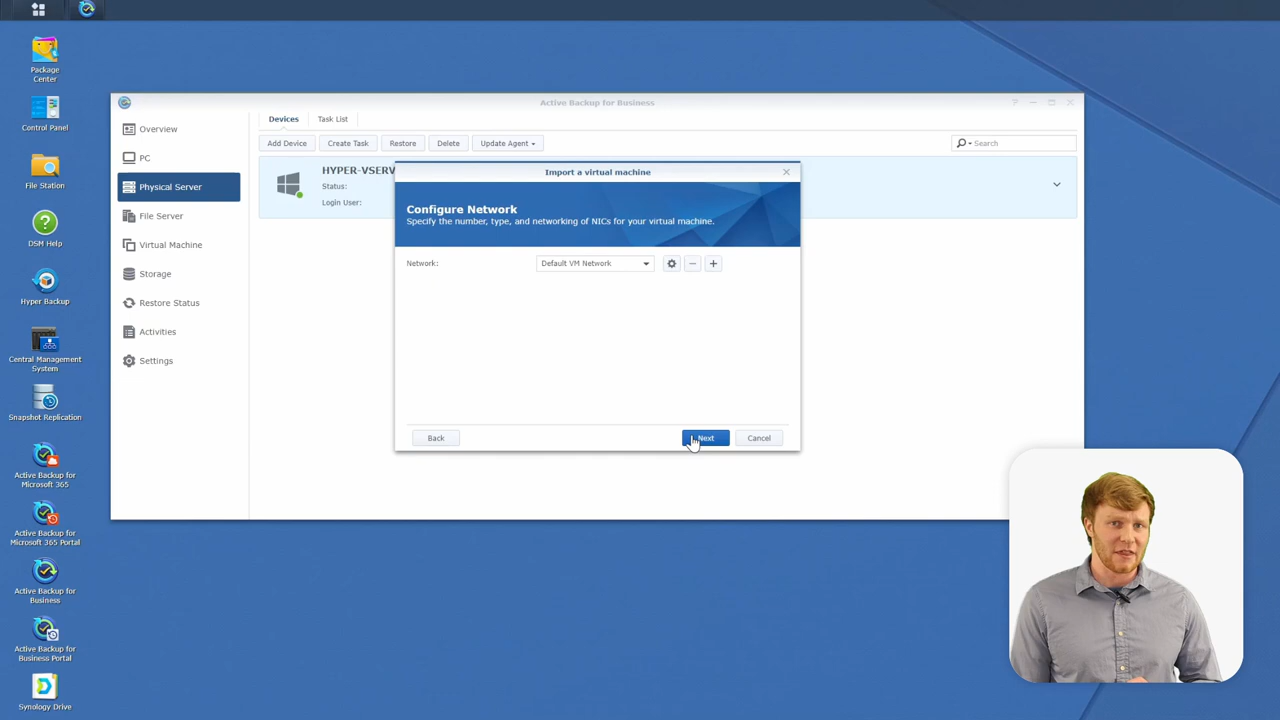 Package
Center
Control Panel
File Station
DSM Help
Hyper Backup
Central Management
System
Snapshot Replication
Active Backup for
Microsoft 365
Active Backup for
Microsoft 365 Portal
Active Backup for
Business
Active Backup for
Business Portal
Synology Drive
Active Backup for Business
Overview
PC
Physical Server
File Server
Virtual Machine
Storage
Restore Status
Activities
Settings
Devices Task List
Add Device Create Task Restore Delete Update Agent Search
HYPER-VSERV
Status:
Login User:
Import a virtual machine
Configure Network
Specify the number, type, and networking of NICs for your virtual machine.
Network: Default VM Network
Back Next Cancel